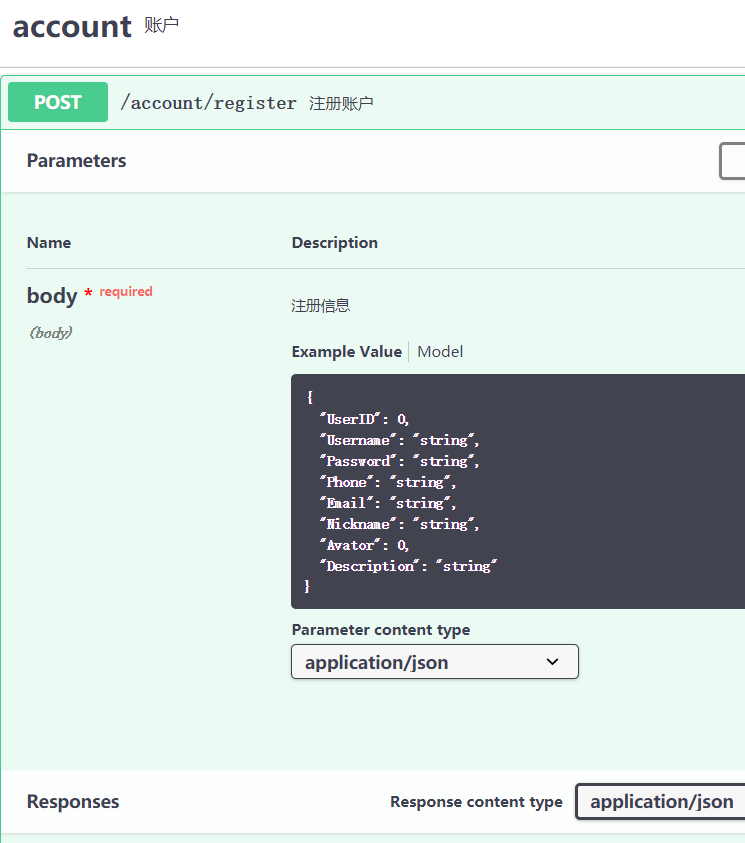 account 账户
POST /account/register 注册账户
Parameters
Name Description
body * required
(body)
注册信息
Example Value Model
{
"UserID": 0,
"Username": "string",
"Password": "string",
"Phone": "string",
"Email": "string",
"Nickname": "string",
"Avator": 0,
"Description": "string"
}
Parameter content type
application/json
Responses Response content type application/json